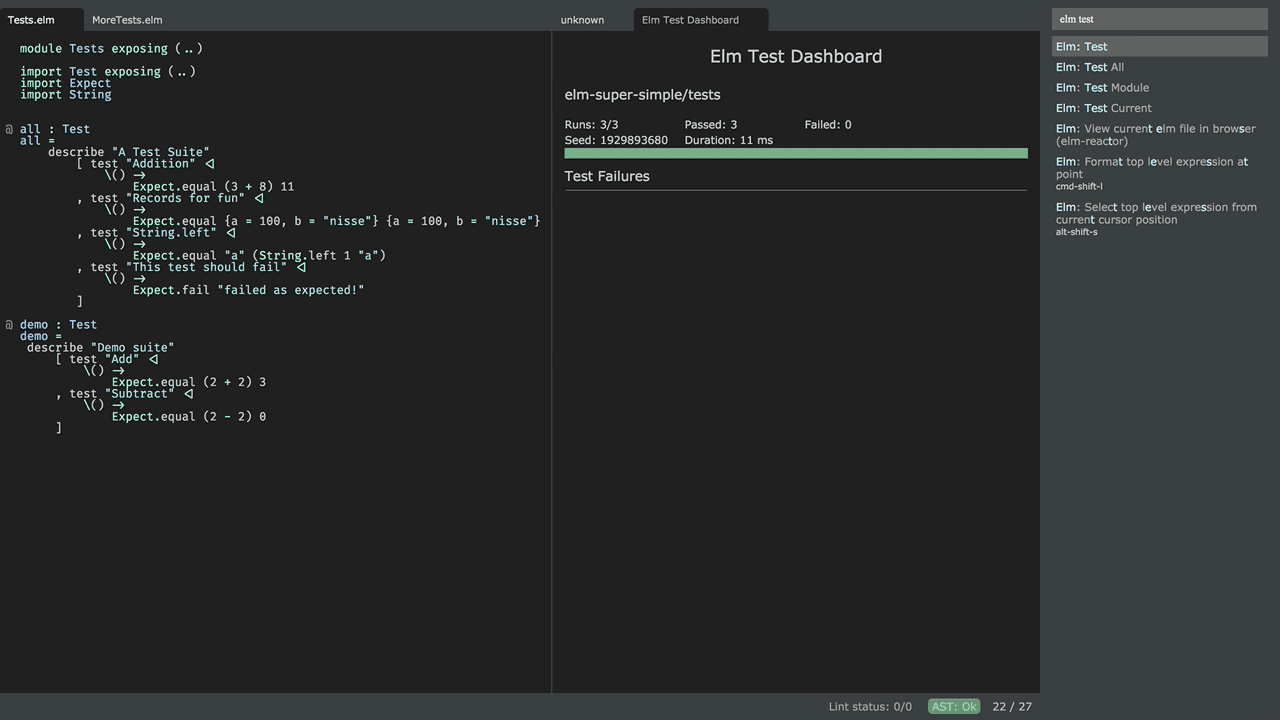 Tests.elm
MoreTests.elm
module Tests exposing (..)
import Test exposing (..)
import Expect
import String
@ all : Test
all =
describe "A Test Suite"
[ test "Addition" <|
\() ->
Expect.equal (3 + 8) 11
, test "Records for fun" <|
\() ->
Expect.equal {a = 100, b = "nisse"} {a = 100, b = "nisse"}
, test "String.left" <|
\() ->
Expect.equal "a" (String.left 1 "a")
, test "This test should fail" <|
\() ->
Expect.fail "failed as expected!"
]
@ demo : Test
demo =
describe "Demo suite"
[ test "Add" <|
\() ->
Expect.equal (2 + 2) 3
, test "Subtract" <|
\() ->
Expect.equal (2 - 2) 0
]
unknown
Elm Test Dashboard
Elm Test Dashboard
elm-super-simple/tests
Runs: 3/3 Passed: 3 Failed: 0
Seed: 1929893680 Duration: 11 ms
Test Failures
elm test
Elm: Test
Elm: Test All
Elm: Test Module
Elm: Test Current
Elm: View current elm file in browser
(elm-reactor)
Elm: Format top level expression at
point
cmd-shift-l
Elm: Select top level expression from
current cursor position
alt-shift-s
Lint status: 0/0 AST: Ok 22 / 27